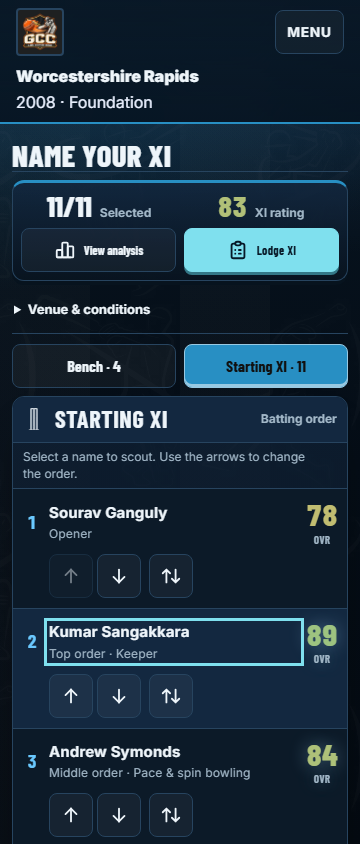 GCC
MENU
Worcestershire Rapids
2008 · Foundation
NAME YOUR XI
11/11 Selected
83 XI rating
View analysis
Lodge XI
Venue & conditions
Bench · 4
Starting XI · 11
STARTING XI
Batting order
Select a name to scout. Use the arrows to change
the order.
1
Sourav Ganguly
Opener
78
OVR
2
Kumar Sangakkara
Top order · Keeper
89
OVR
3
Andrew Symonds
Middle order · Pace & spin bowling
84
OVR